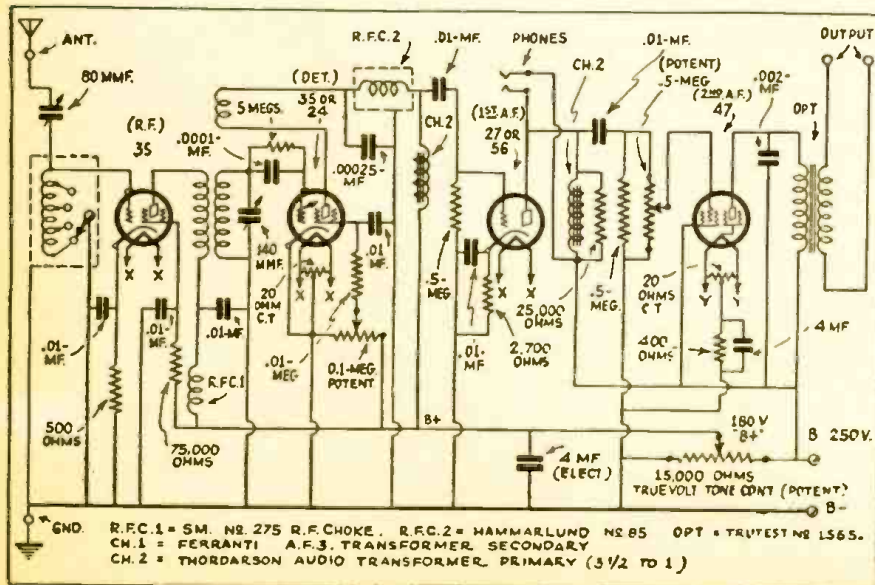 ANT.
80 MMF.
(R.F.)
35
5 MEGS.
.0001-
MF.
(DET.)
35 OR
24
R.F.C.2
.01-MF.
PHONES
CH.2
.01-MF.
(POTENT)
.5-MEG
OUTPUT
CH.2
.00025-
MF
(1ST A.F.)
27 OR
56
(2ND A.F.)
47
.002-
MF
OPT
X X
140
MMF.
20
OHM
C.T
X X
.01-
MF.
.5-
MEG
X X
25,000
OHMS
.5-
MEG.
20
OHMS
C.T
Y Y
.01-
MF.
.01-
MF.
.01-MF
R.F.C.1
.01-
MEG
0.1-MEG
POTENT
.01-
MF
2,700
OHMS
400
OHMS
4 MF
500
OHMS
75,000
OHMS
B+
4 MF
(ELECT)
180 V
"B+"
B 250V.
15,000 OHMS
TRUEVOLT TONE CONT (POTENT)
B-
GND.
R.F.C.1 = SM. NO. 275 R.F. CHOKE, R.F.C.2 = HAMMARLUND NO 85 OPT = TRUTEST NO 1565.
CH.1 = FERRANTI A.F.3. TRANSFORMER SECONDARY
CH.2 = THORDARSON AUDIO TRANSFORMER PRIMARY (3 1/2 TO 1)